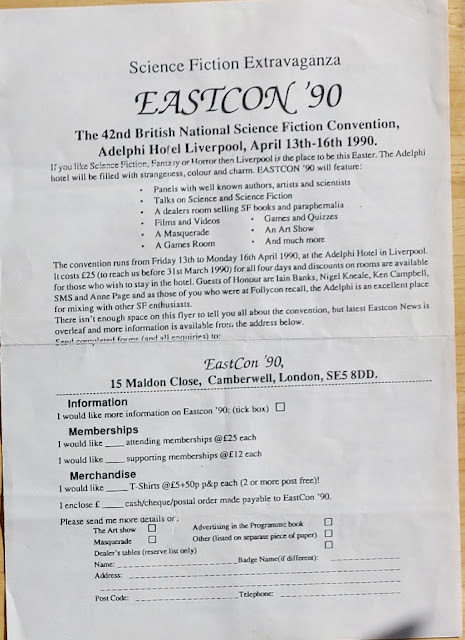 Science Fiction Extravaganza
EASTCON '90
The 42nd British National Science Fiction Convention,
Adelphi Hotel Liverpool, April 13th-16th 1990.
If you like Science Fiction, Fantasy or Horror then Liverpool is the place to be this Easter. The Adelphi
hotel will be filled with strangeness, colour and charm. EASTCON '90 will feature:
• Panels with well known authors, artists and scientists
• Talks on Science and Science Fiction
• A dealers room selling SF books and paraphernalia
• Films and Videos • Games and Quizzes
• A Masquerade • An Art Show
• A Games Room • And much more
The convention runs from Friday 13th to Monday 16th April 1990, at the Adelphi Hotel in Liverpool.
It costs £25 (to reach us before 31st March 1990) for all four days and discounts on rooms are available
for those who wish to stay in the hotel. Guests of Honour are Iain Banks, Nigel Kneale, Ken Campbell,
SMS and Anne Page and as those of you who were at Follycon recall, the Adelphi is an excellent place
for mixing with other SF enthusiasts.
There isn't enough space on this flyer to tell you all about the convention, but latest Eastcon News is
overleaf and more information is available from the address below.
Send completed forms (and all enquiries) to:
EastCon '90,
15 Maldon Close, Camberwell, London, SE5 8DD.
Information
I would like more information on Eastcon '90: (tick box)
Memberships
I would like ____ attending memberships @£25 each
I would like ____ supporting memberships @£12 each
Merchandise
I would like ____ T-Shirts @£5+50p p&p each (2 or more post free)!
I enclose £ ____ cash/cheque/postal order made payable to EastCon '90.
Please send me more details or :
The Art show Advertising in the Programme book
Masquerade Other (listed on separate piece of paper)
Dealer's tables (reserve list only)
Name: Badge Name(if different):
Address:
Post Code: Telephone: